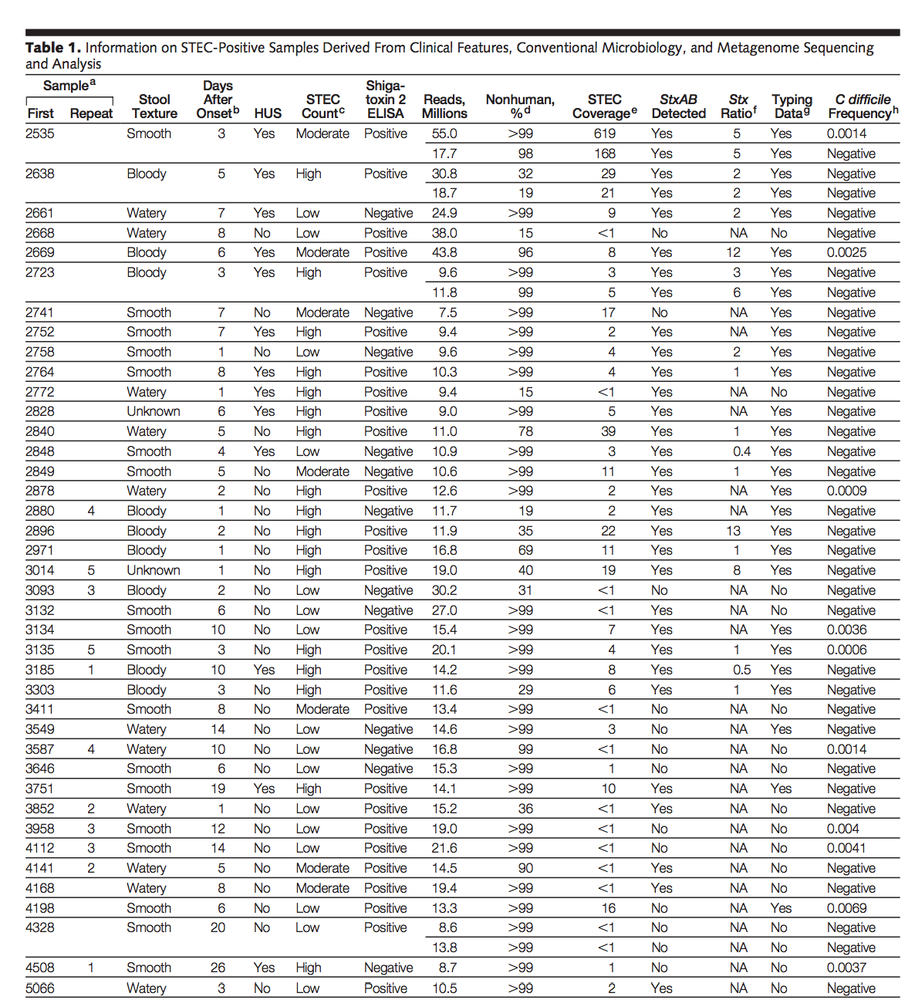 Table 1. Information on STEC-Positive Samples Derived From Clinical Features, Conventional Microbiology, and Metagenome Sequencing
and Analysis
Sampleᵃ
First Repeat Stool Texture Days After Onsetᵇ HUS STEC Countᶜ Shiga-toxin 2 ELISA Reads, Millions Nonhuman, %ᵈ STEC Coverageᵉ StxAB Detected Stx Ratioᶠ Typing Dataᵍ C difficile Frequencyʰ
2535 Smooth 3 Yes Moderate Positive 55.0 >99 619 Yes 5 Yes 0.0014
17.7 98 168 Yes 5 Yes Negative
2638 Bloody 5 Yes High Positive 30.8 32 29 Yes 2 Yes Negative
18.7 19 21 Yes 2 Yes Negative
2661 Watery 7 Yes Low Negative 24.9 >99 9 Yes 2 Yes Negative
2668 Watery 8 No Low Positive 38.0 15 <1 No NA No Negative
2669 Bloody 6 Yes Moderate Positive 43.8 96 8 Yes 12 Yes 0.0025
2723 Bloody 3 Yes High Positive 9.6 >99 3 Yes 3 Yes Negative
11.8 99 5 Yes 6 Yes Negative
2741 Smooth 7 No Moderate Negative 7.5 >99 17 No NA Yes Negative
2752 Smooth 7 Yes High Positive 9.4 >99 2 Yes NA Yes Negative
2758 Smooth 1 No Low Negative 9.6 >99 4 Yes 2 Yes Negative
2764 Smooth 8 Yes High Positive 10.3 >99 4 Yes 1 Yes Negative
2772 Watery 1 Yes High Positive 9.4 15 <1 Yes NA No Negative
2828 Unknown 6 Yes High Positive 9.0 >99 5 Yes NA Yes Negative
2840 Watery 5 No High Positive 11.0 78 39 Yes 1 Yes Negative
2848 Smooth 4 Yes Low Negative 10.9 >99 3 Yes 0.4 Yes Negative
2849 Smooth 5 No Moderate Negative 10.6 >99 11 Yes 1 Yes Negative
2878 Watery 2 No High Positive 12.6 >99 2 Yes NA Yes 0.0009
2880 4 Bloody 1 No High Negative 11.7 19 2 Yes NA Yes Negative
2896 Bloody 2 No High Positive 11.9 35 22 Yes 13 Yes Negative
2971 Bloody 1 No High Positive 16.8 69 11 Yes 1 Yes Negative
3014 5 Unknown 1 No High Positive 19.0 40 19 Yes 8 Yes Negative
3093 3 Bloody 2 No Low Negative 30.2 31 <1 No NA No Negative
3132 Smooth 6 No Low Negative 27.0 >99 <1 Yes NA No Negative
3134 Smooth 10 No Low Positive 15.4 >99 7 Yes NA Yes 0.0036
3135 5 Smooth 3 No High Positive 20.1 >99 4 Yes 1 Yes 0.0006
3185 1 Bloody 10 Yes High Positive 14.2 >99 8 Yes 0.5 Yes Negative
3303 Bloody 3 No High Positive 11.6 29 6 Yes 1 Yes Negative
3411 Smooth 8 No Moderate Positive 13.4 >99 <1 No NA No Negative
3549 Watery 14 No Low Negative 14.6 >99 3 No NA Yes Negative
3587 4 Watery 10 No Low Negative 16.8 99 <1 No NA No 0.0014
3646 Smooth 6 No Low Negative 15.3 >99 1 No NA No Negative
3751 Smooth 19 Yes High Positive 14.1 >99 10 Yes NA Yes Negative
3852 2 Watery 1 No Low Positive 15.2 36 <1 Yes NA No Negative
3958 3 Smooth 12 No Low Positive 19.0 >99 <1 No NA No 0.004
4112 3 Smooth 14 No Low Positive 21.6 >99 <1 No NA No 0.0041
4141 2 Watery 5 No Moderate Positive 14.5 90 <1 Yes NA No Negative
4168 Watery 8 No Moderate Positive 19.4 >99 <1 Yes NA No Negative
4198 Smooth 6 No Low Positive 13.3 >99 16 No NA Yes 0.0069
4328 Smooth 20 No Low Positive 8.6 >99 <1 No NA No Negative
13.8 >99 <1 No NA No Negative
4508 1 Smooth 26 Yes High Negative 8.7 >99 1 No NA No 0.0037
5066 Watery 3 No Low Positive 10.5 >99 2 Yes NA No Negative